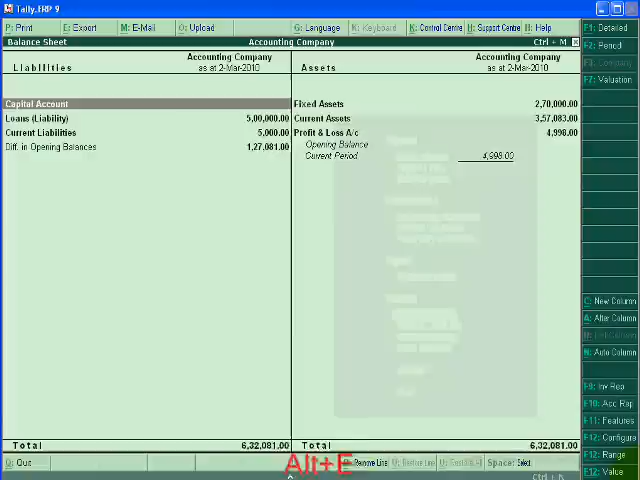 Tally.ERP 9
P: Print E: Export M: E-Mail O: Upload G: Language K: Keyboard K: Control Centre H: Support Centre H: Help
Balance Sheet Accounting Company Ctrl + M
Liabilities Accounting Company as at 2-Mar-2010 Assets Accounting Company as at 2-Mar-2010
Capital Account Fixed Assets 2,70,000.00
Loans (Liability) 5,00,000.00 Current Assets 3,57,083.00
Current Liabilities 5,000.00 Profit & Loss A/c 4,998.00
Diff. in Opening Balances 1,27,081.00 Opening Balance
Current Period 4,998.00
Total 6,32,081.00 Total 6,32,081.00
Q: Quit Remove Line Space: Select
Alt+E
Ctrl + N
F1: Detailed
F2: Period
F3: Company
F7: Valuation
C: New Column
A: Alter Column
N: Auto Column
F9: Inv Rep
F10: Acc Rep
F11: Features
F12: Configure
F12: Range
F12: Value